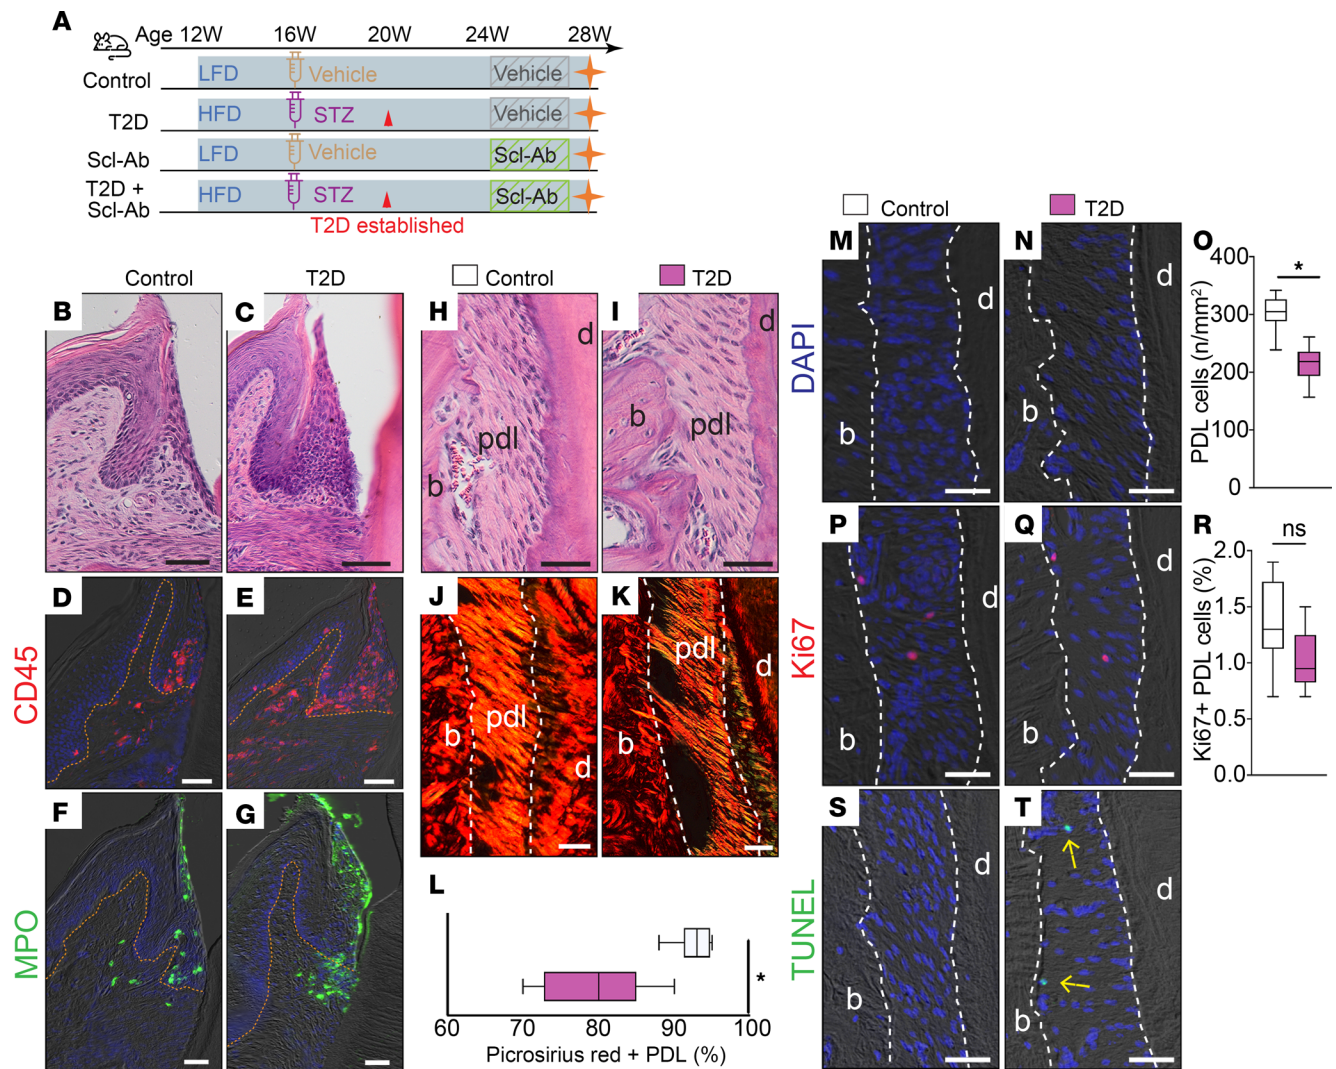 A
Age 12W 16W 20W 24W 28W
Control LFD Vehicle Vehicle
T2D HFD STZ Vehicle
Scl-Ab LFD Vehicle Scl-Ab
T2D +
Scl-Ab HFD STZ Scl-Ab
T2D established
Control T2D
B C
D E
CD45
F G
MPO
Control T2D
H I
d d
b pdl b pdl
J K
b pdl d b pdl d
L
*
60 70 80 90 100
Picrosirius red + PDL (%)
Control T2D
M N
DAPI
b d b d
O
PDL cells (n/mm²)
400
300
200
100
0
*
P Q
Ki67
b d b d
R
Ki67+ PDL cells (%)
ns
2.0
1.5
1.0
0.5
0.0
S T
TUNEL
b d b d